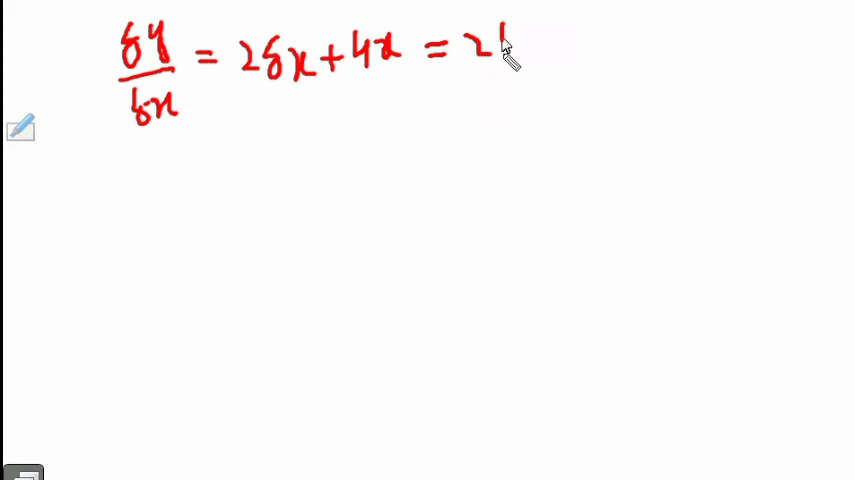 δy/δx = 2δx + 4x = 2